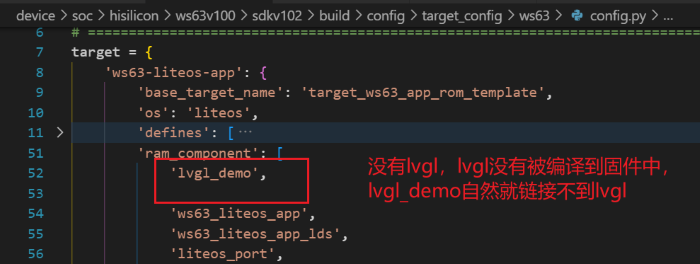 device > soc > hisilicon > ws63v100 > sdkv102 > build > config > target_config > ws63 > config.py > ...
6 # ==============================================================================
7 target = {
8 'ws63-liteos-app': {
9 'base_target_name': 'target_ws63_app_rom_template',
10 'os': 'liteos',
11 > 'defines': [...
51 'ram_component': [
52 'lvgl_demo',
53
54 'ws63_liteos_app',
55 'ws63_liteos_app_lds',
56 'liteos_port',
没有lvgl，lvgl没有被编译到固件中，
lvgl_demo自然就链接不到lvgl